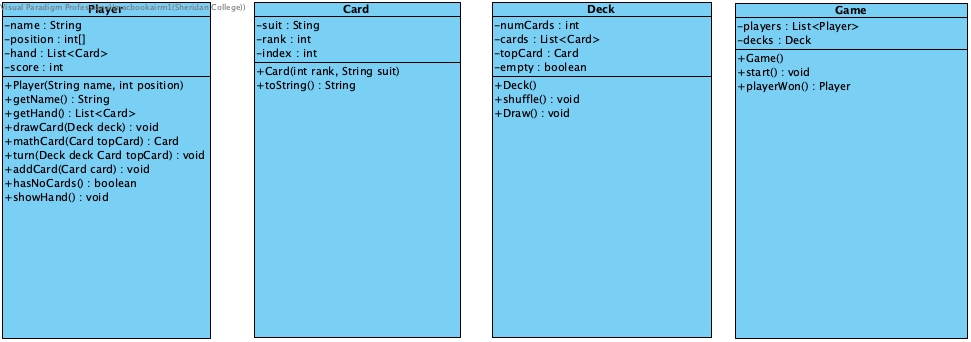 Visual Paradigm Profes
macbookairm1(Sheridan College))
Player
-name : String
-position : int[]
-hand : List<Card>
-score : int
+Player(String name, int position)
+getName() : String
+getHand() : List<Card>
+drawCard(Deck deck) : void
+mathCard(Card topCard) : Card
+turn(Deck deck Card topCard) : void
+addCard(Card card) : void
+hasNoCards() : boolean
+showHand() : void
Card
-suit : Sting
-rank : int
-index : int
+Card(int rank, String suit)
+toString() : String
Deck
-numCards : int
-cards : List<Card>
-topCard : Card
-empty : boolean
+Deck()
+shuffle() : void
+Draw() : void
Game
-players : List<Player>
-decks : Deck
+Game()
+start() : void
+playerWon() : Player